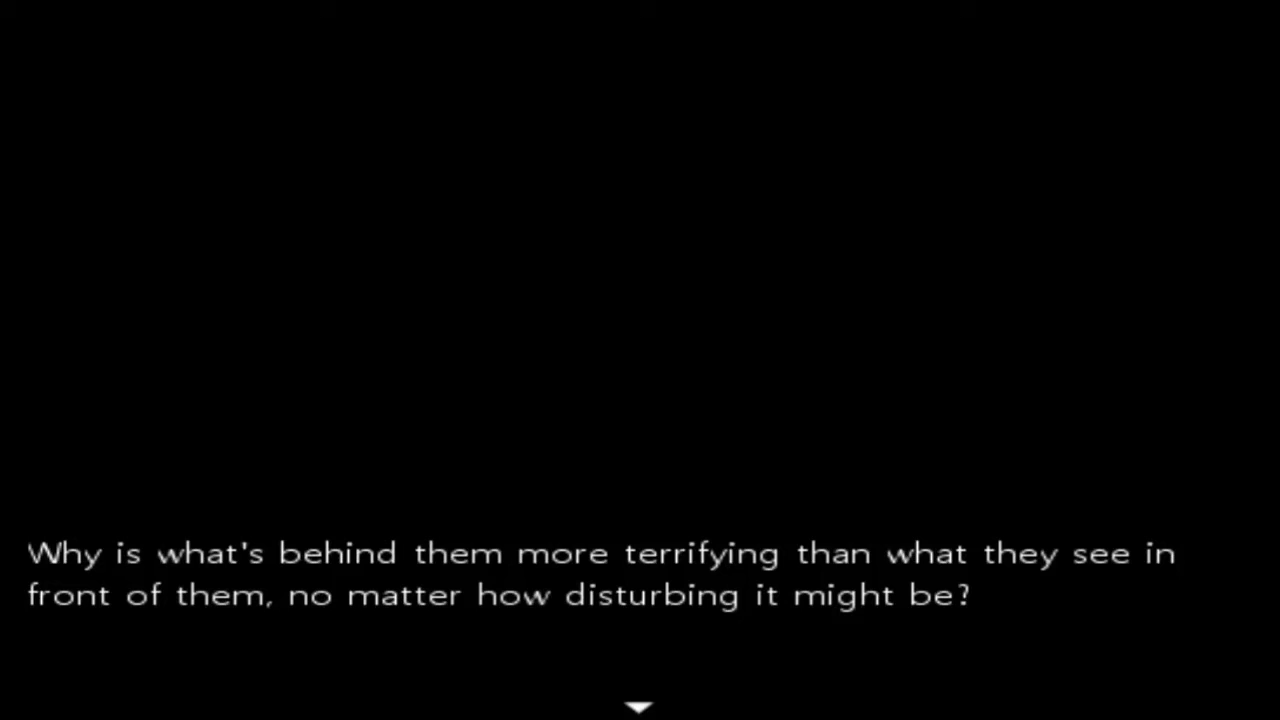 Why is what's behind them more terrifying than what they see in
front of them, no matter how disturbing it might be?